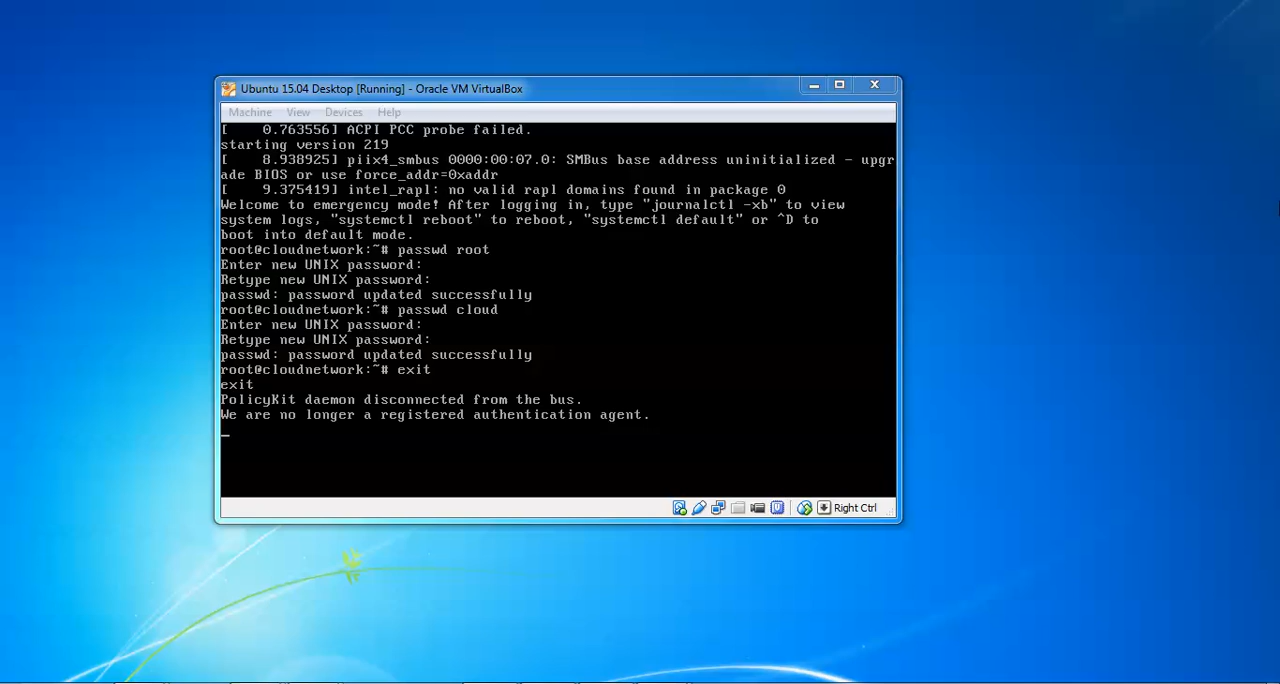 Ubuntu 15.04 Desktop [Running] - Oracle VM VirtualBox
Machine View Devices Help
[    0.763556] ACPI PCC probe failed.
starting version 219
[    8.938925] piix4_smbus 0000:00:07.0: SMBus base address uninitialized - upgr
ade BIOS or use force_addr=0xaddr
[    9.375419] intel_rapl: no valid rapl domains found in package 0
Welcome to emergency mode! After logging in, type "journalctl -xb" to view
system logs, "systemctl reboot" to reboot, "systemctl default" or ^D to
boot into default mode.
root@cloudnetwork:~# passwd root
Enter new UNIX password:
Retype new UNIX password:
passwd: password updated successfully
root@cloudnetwork:~# passwd cloud
Enter new UNIX password:
Retype new UNIX password:
passwd: password updated successfully
root@cloudnetwork:~# exit
exit
PolicyKit daemon disconnected from the bus.
We are no longer a registered authentication agent.
Right Ctrl